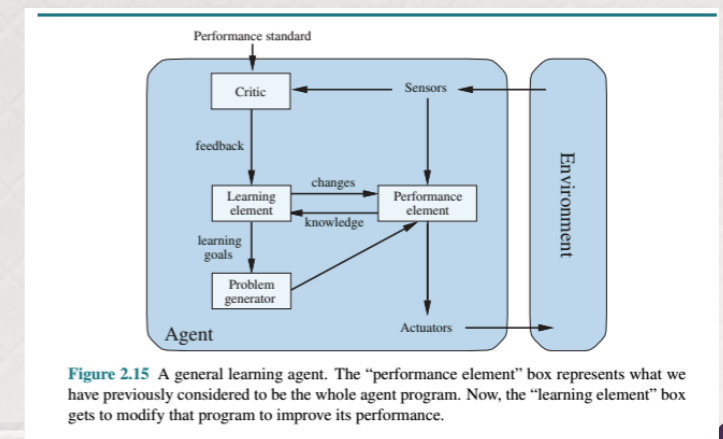 Performance standard
Critic
Sensors
feedback
changes
Learning
element
Performance
element
knowledge
learning
goals
Problem
generator
Environment
Agent
Actuators
Figure 2.15 A general learning agent. The “performance element” box represents what we
have previously considered to be the whole agent program. Now, the “learning element” box
gets to modify that program to improve its performance.